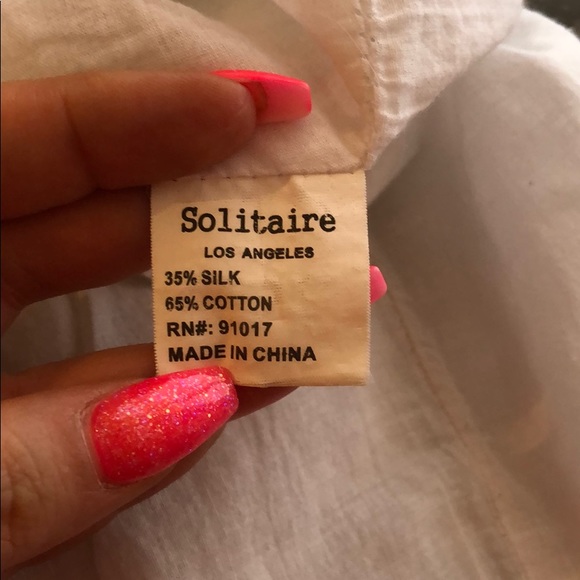 Solitaire
LOS ANGELES
35% SILK
65% COTTON
RN#: 91017
MADE IN CHINA